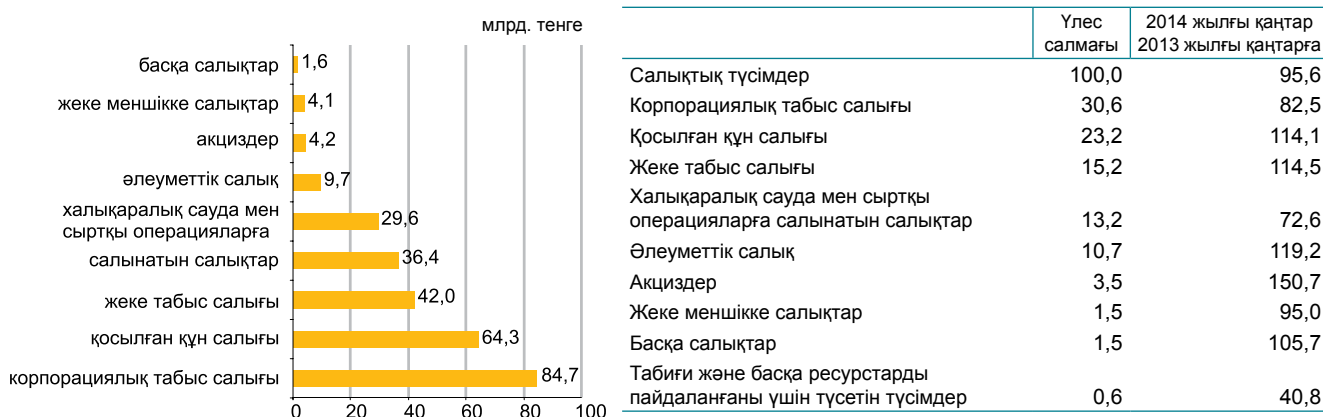 млрд. тенге
басқа салықтар 1,6
жеке меншікке салықтар 4,1
акциздер 4,2
әлеуметтік салық 9,7
халықаралық сауда мен
сыртқы операцияларға 29,6
салынатын салықтар 36,4
жеке табыс салығы 42,0
қосылған құн салығы 64,3
корпорациялық табыс салығы 84,7
0 20 40 60 80 100
Үлес 2014 жылғы қаңтар
салмағы 2013 жылғы қаңтарға
Салықтық түсімдер 100,0 95,6
Корпорациялық табыс салығы 30,6 82,5
Қосылған құн салығы 23,2 114,1
Жеке табыс салығы 15,2 114,5
Халықаралық сауда мен сыртқы
операцияларға салынатын салықтар 13,2 72,6
Әлеуметтік салық 10,7 119,2
Акциздер 3,5 150,7
Жеке меншікке салықтар 1,5 95,0
Басқа салықтар 1,5 105,7
Табиғи және басқа ресурстарды
пайдаланғаны үшін түсетін түсімдер 0,6 40,8